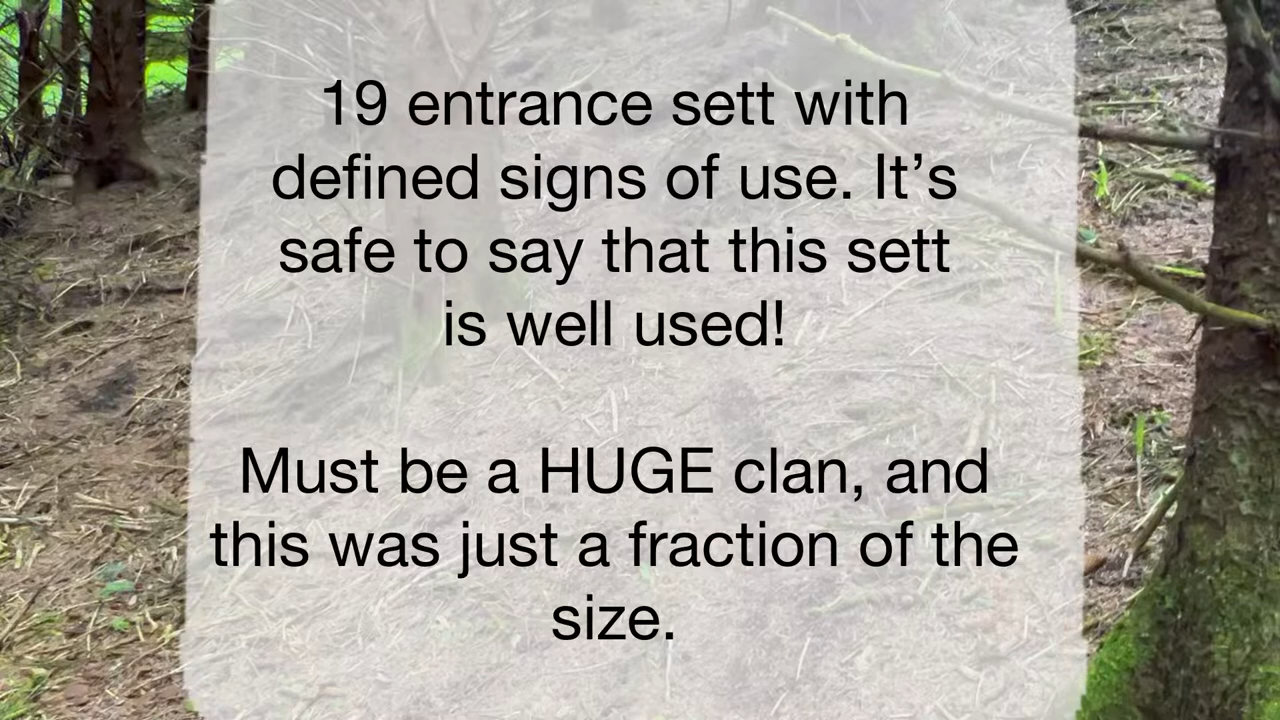 19 entrance sett with
defined signs of use. It’s
safe to say that this sett
is well used!
Must be a HUGE clan, and
this was just a fraction of the
size.